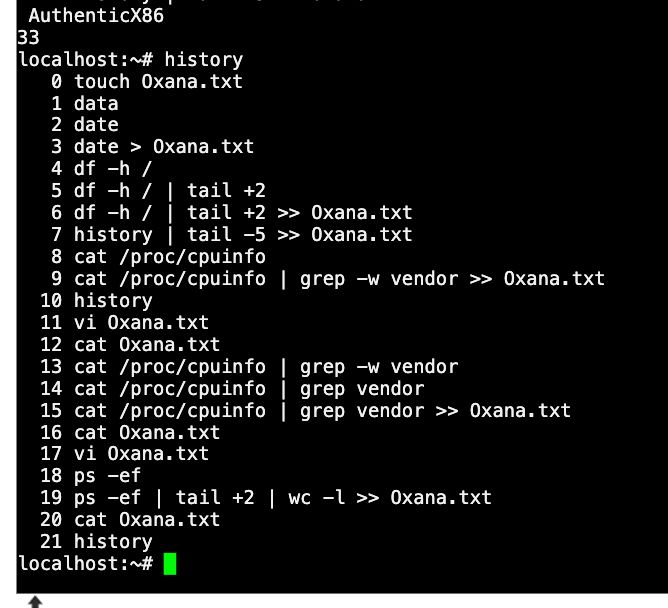 AuthenticX86
33
localhost:~# history
0 touch Oxana.txt
1 data
2 date
3 date > Oxana.txt
4 df -h /
5 df -h / | tail +2
6 df -h / | tail +2 >> Oxana.txt
7 history | tail -5 >> Oxana.txt
8 cat /proc/cpuinfo
9 cat /proc/cpuinfo | grep -w vendor >> Oxana.txt
10 history
11 vi Oxana.txt
12 cat Oxana.txt
13 cat /proc/cpuinfo | grep -w vendor
14 cat /proc/cpuinfo | grep vendor
15 cat /proc/cpuinfo | grep vendor >> Oxana.txt
16 cat Oxana.txt
17 vi Oxana.txt
18 ps -ef
19 ps -ef | tail +2 | wc -l >> Oxana.txt
20 cat Oxana.txt
21 history
localhost:~#